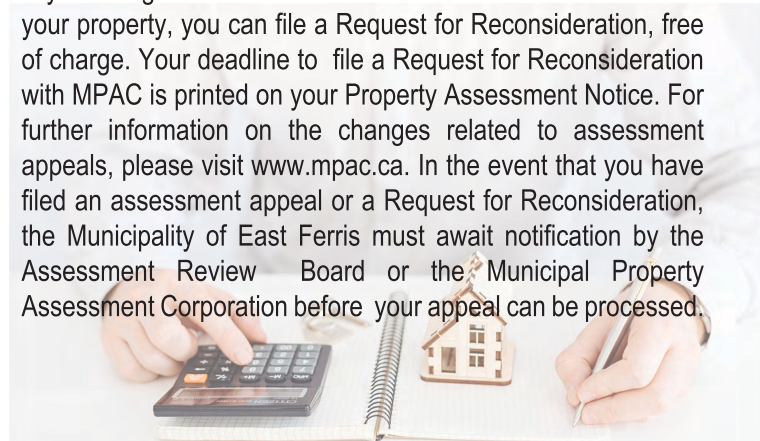 your property, you can file a Request for Reconsideration, free
of charge. Your deadline to file a Request for Reconsideration
with MPAC is printed on your Property Assessment Notice. For
further information on the changes related to assessment
appeals, please visit www.mpac.ca. In the event that you have
filed an assessment appeal or a Request for Reconsideration,
the Municipality of East Ferris must await notification by the
Assessment Review Board or the Municipal Property
Assessment Corporation before your appeal can be processed.